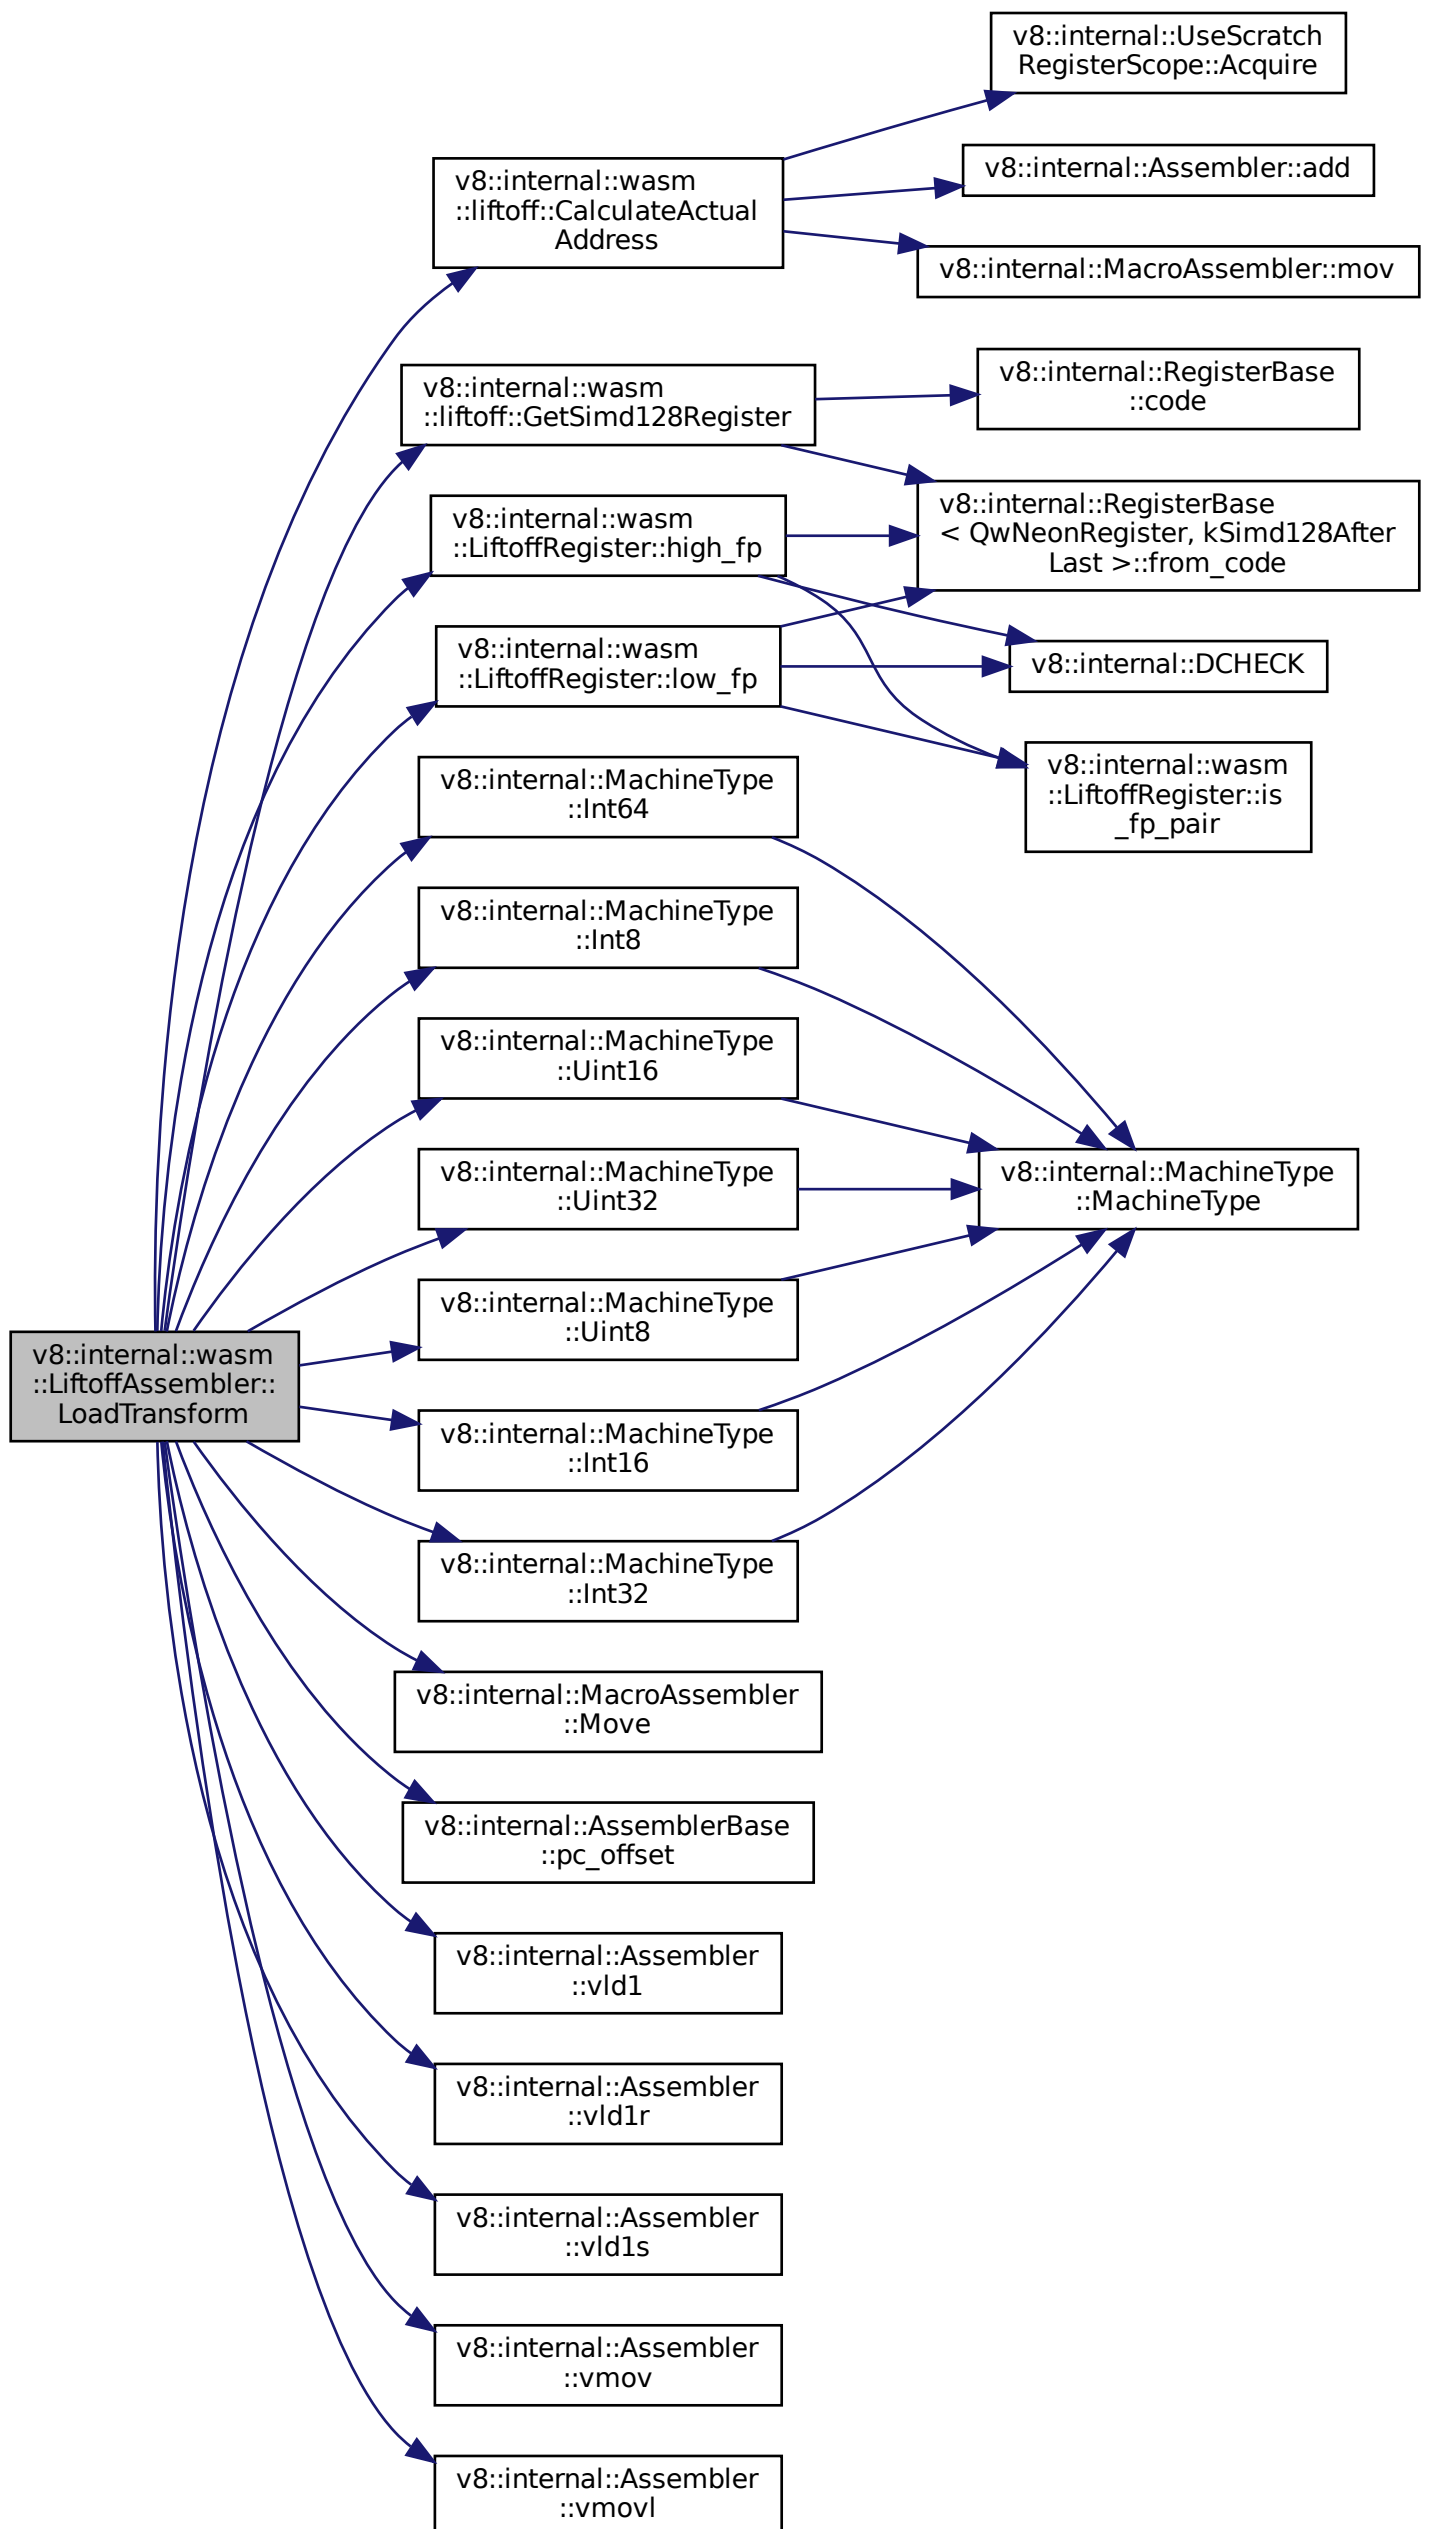 v8::internal::UseScratch
RegisterScope::Acquire
v8::internal::Assembler::add
v8::internal::wasm
::liftoff::CalculateActual
Address
v8::internal::MacroAssembler::mov
v8::internal::RegisterBase
::code
v8::internal::wasm
::liftoff::GetSimd128Register
v8::internal::RegisterBase
< QwNeonRegister, kSimd128After
Last >::from_code
v8::internal::wasm
::LiftoffRegister::high_fp
v8::internal::wasm
::LiftoffRegister::low_fp
v8::internal::DCHECK
v8::internal::wasm
::LiftoffRegister::is
_fp_pair
v8::internal::MachineType
::Int64
v8::internal::MachineType
::Int8
v8::internal::MachineType
::Uint16
v8::internal::MachineType
::Uint32
v8::internal::MachineType
::MachineType
v8::internal::MachineType
::Uint8
v8::internal::wasm
::LiftoffAssembler::
LoadTransform
v8::internal::MachineType
::Int16
v8::internal::MachineType
::Int32
v8::internal::MacroAssembler
::Move
v8::internal::AssemblerBase
::pc_offset
v8::internal::Assembler
::vld1
v8::internal::Assembler
::vld1r
v8::internal::Assembler
::vld1s
v8::internal::Assembler
::vmov
v8::internal::Assembler
::vmovl